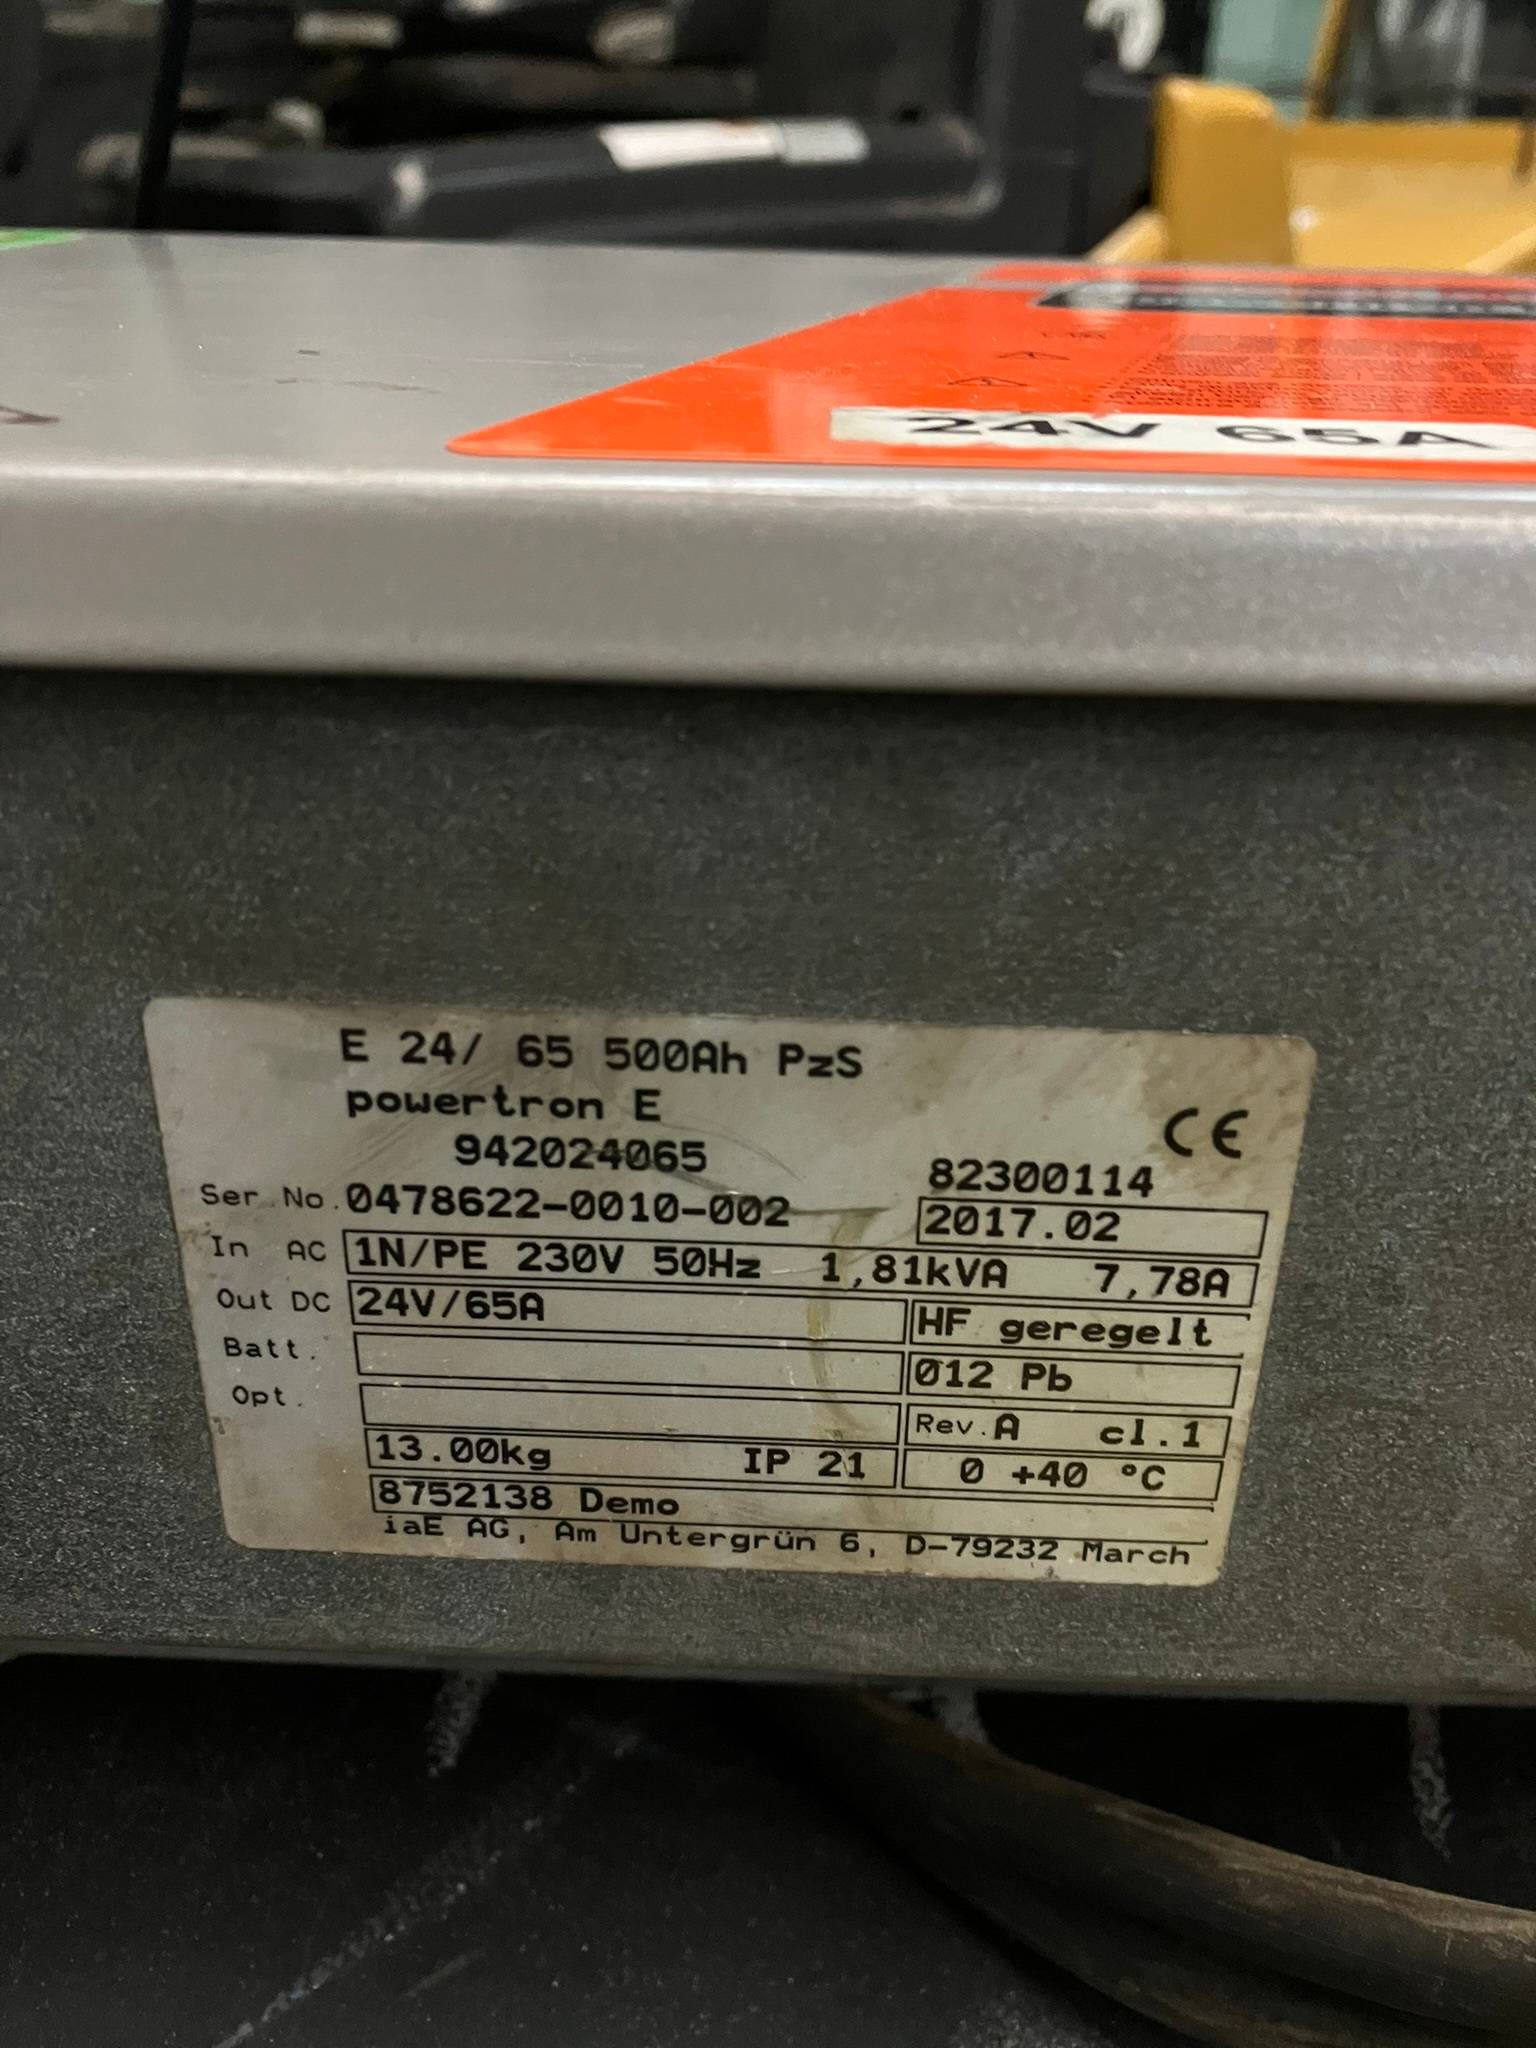 24V 65A
E 24/ 65 500Ah PzS
powertron E
942024065
82300114
Ser.No. 0478622-0010-002 2017.02
In AC 1N/PE 230V 50Hz 1,81kVA 7,78A
Out DC 24V/65A HF geregelt
Batt. 012 Pb
Opt. Rev.A cl.1
13.00kg IP 21 0 +40 °C
8752138 Demo
iaE AG, Am Untergrün 6, D-79232 March